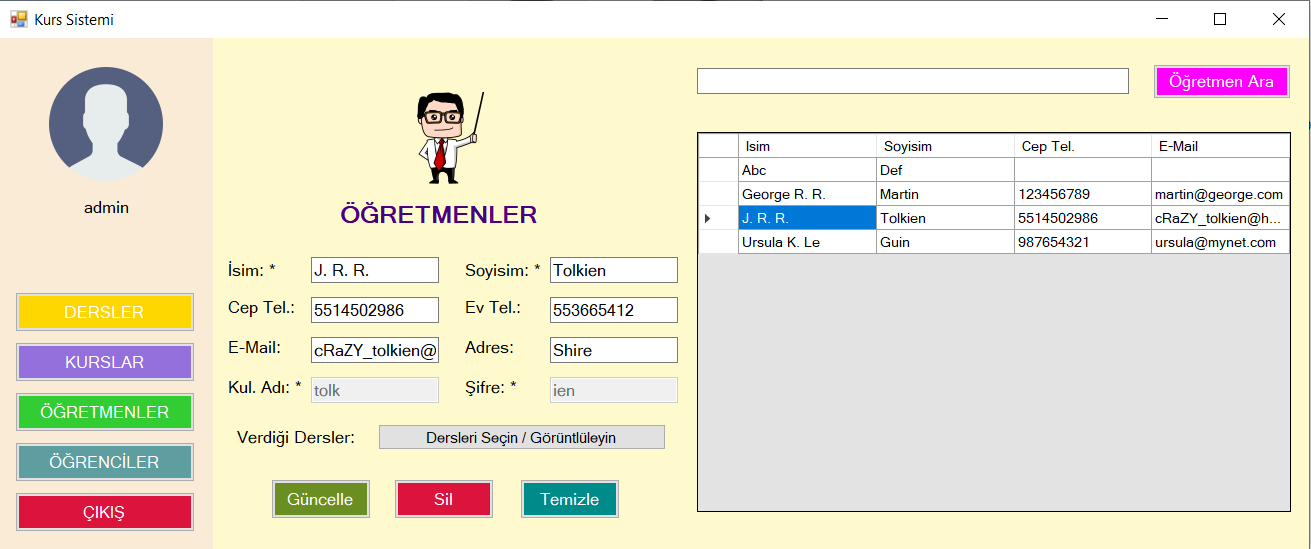 Kurs Sistemi
admin
DERSLER
KURSLAR
ÖĞRETMENLER
ÖĞRENCİLER
ÇIKIŞ
ÖĞRETMENLER
İsim: * J. R. R. Soyisim: * Tolkien
Cep Tel.: 5514502986 Ev Tel.: 553665412
E-Mail: cRaZY_tolkien@ Adres: Shire
Kul. Adı: * tolk Şifre: * ien
Verdiği Dersler: Dersleri Seçin / Görüntüleyin
Güncelle Sil Temizle
Öğretmen Ara
Isim Soyisim Cep Tel. E-Mail
Abc Def
George R. R. Martin 123456789 martin@george.com
J. R. R. Tolkien 5514502986 cRaZY_tolkien@h...
Ursula K. Le Guin 987654321 ursula@mynet.com